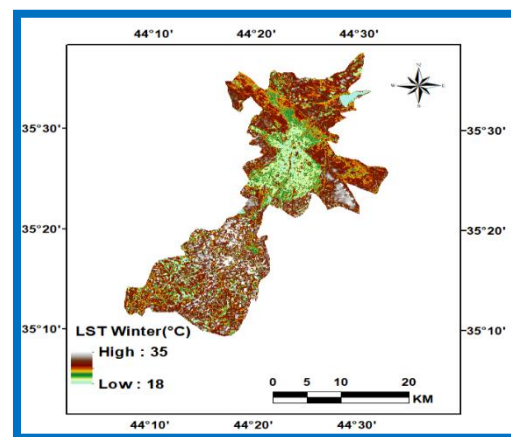 44°10' 44°20' 44°30'
N
W E
S
35°30' 35°30'
35°20' 35°20'
35°10' 35°10'
LST Winter(°C)
High : 35
Low : 18
0 5 10 20
KM
44°10' 44°20' 44°30'